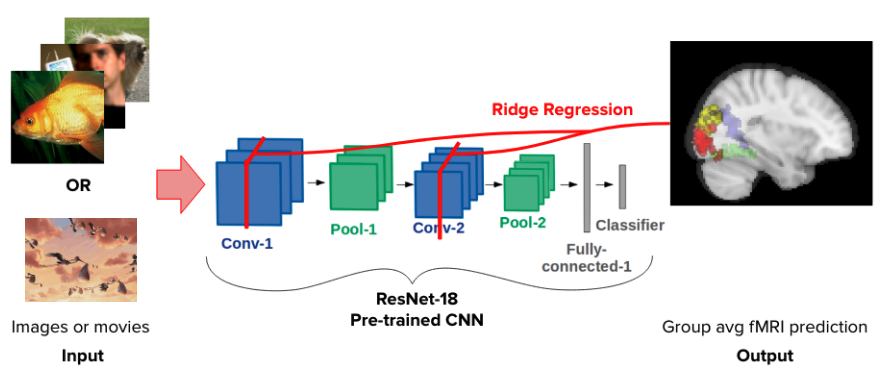 Ridge Regression
OR
Conv-1
Pool-1
Conv-2
Pool-2
Classifier
Fully-
connected-1
ResNet-18
Pre-trained CNN
Images or movies
Input
Group avg fMRI prediction
Output